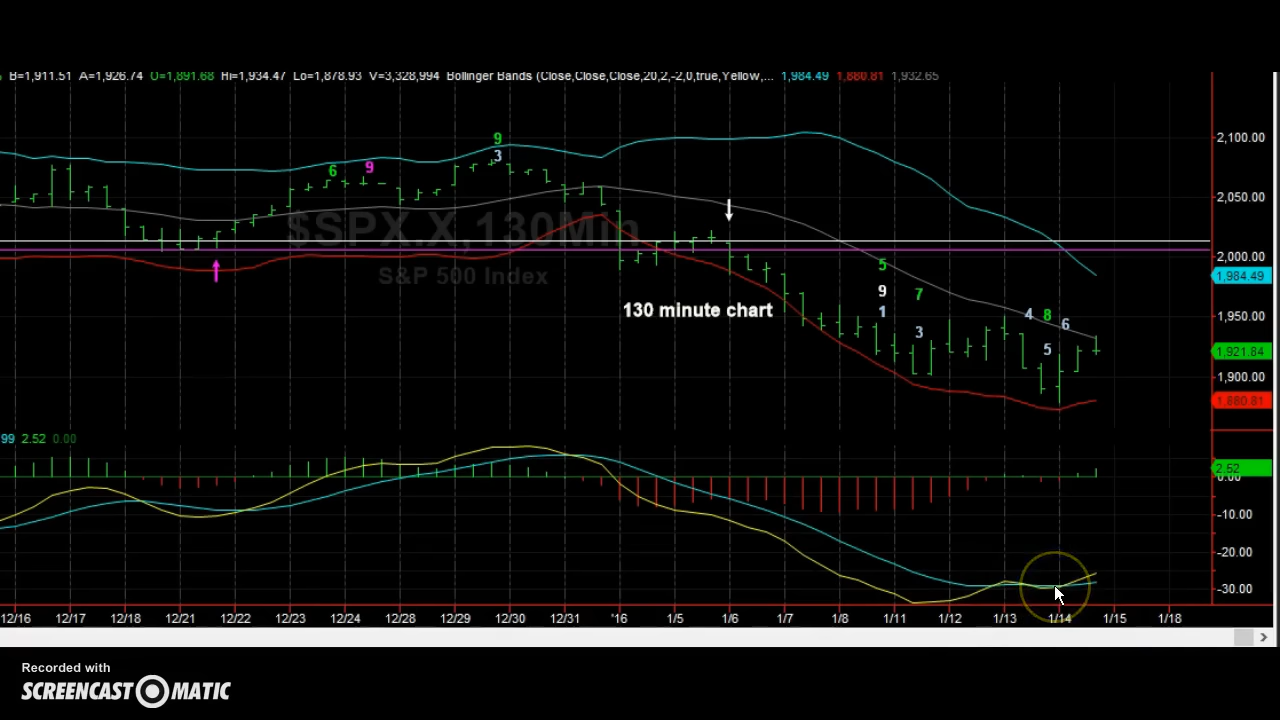 B=1,911.51 A=1,926.74 O=1,891.68 Hi=1,934.47 Lo=1,878.93 V=3,328,994 Bollinger Bands (Close,Close,Close,20,2,-2,0,true,Yellow,... 1,984.49 1,880.81 1,932.65
2,100.00
9
3
6 9
2,050.00
$SPX.X,130Min
2,000.00
5
S&P 500 Index
1,984.49
9 7
130 minute chart
1 4 8 6
1,950.00
3 5
1,921.84
1,900.00
1,880.81
99 2.52 0.00
2.52
0.00
-10.00
-20.00
-30.00
12/16 12/17 12/18 12/21 12/22 12/23 12/24 12/28 12/29 12/30 12/31 '16 1/5 1/6 1/7 1/8 1/11 1/12 1/13 1/14 1/15 1/18
Recorded with
SCREENCAST O MATIC